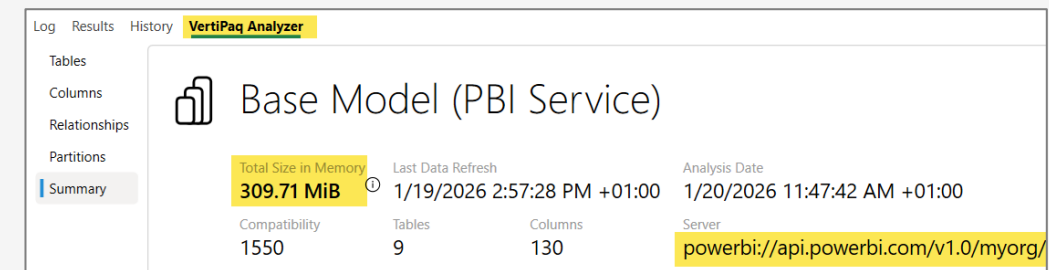 Log Results History VertiPaq Analyzer
Tables
Columns
Relationships
Partitions
Summary
Base Model (PBI Service)
Total Size in Memory Last Data Refresh Analysis Date
309.71 MiB 1/19/2026 2:57:28 PM +01:00 1/20/2026 11:47:42 AM +01:00
Compatibility Tables Columns Server
1550 9 130 powerbi://api.powerbi.com/v1.0/myorg/